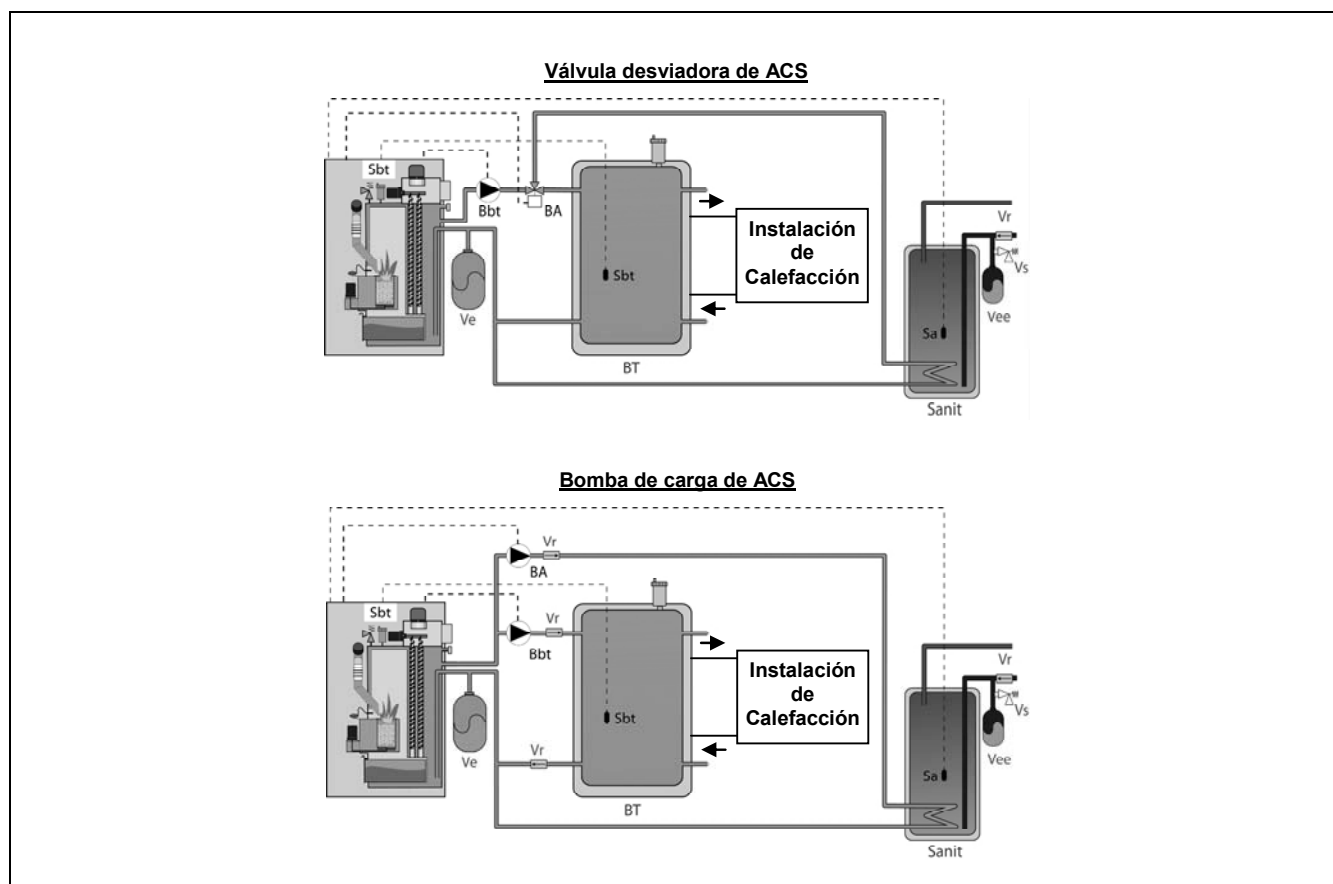 Válvula desviadora de ACS
Sbt
Bbt
BA
Sbt
Instalación
de
Calefacción
Ve
BT
Vr
Vs
Vee
Sa
Sanit
Bomba de carga de ACS
Vr
BA
Sbt
Vr
Bbt
Sbt
Instalación
de
Calefacción
Vr
Ve
BT
Vr
Vs
Vee
Sa
Sanit